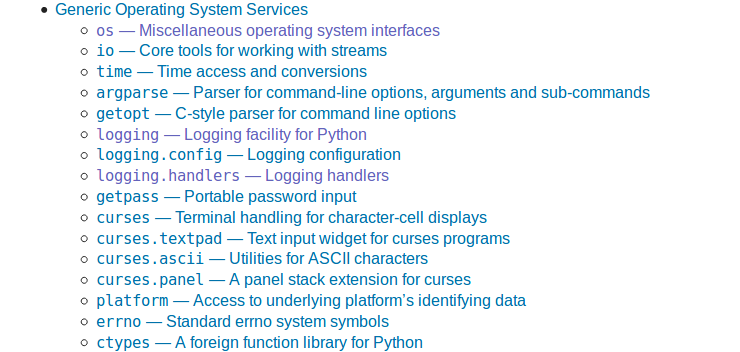 Generic Operating System Services
os — Miscellaneous operating system interfaces
io — Core tools for working with streams
time — Time access and conversions
argparse — Parser for command-line options, arguments and sub-commands
getopt — C-style parser for command line options
logging — Logging facility for Python
logging.config — Logging configuration
logging.handlers — Logging handlers
getpass — Portable password input
curses — Terminal handling for character-cell displays
curses.textpad — Text input widget for curses programs
curses.ascii — Utilities for ASCII characters
curses.panel — A panel stack extension for curses
platform — Access to underlying platform’s identifying data
errno — Standard errno system symbols
ctypes — A foreign function library for Python